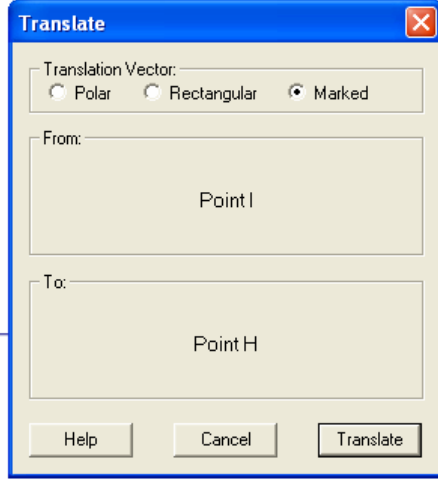 Translate
Translation Vector:
Polar Rectangular Marked
From:
Point I
To:
Point H
Help Cancel Translate